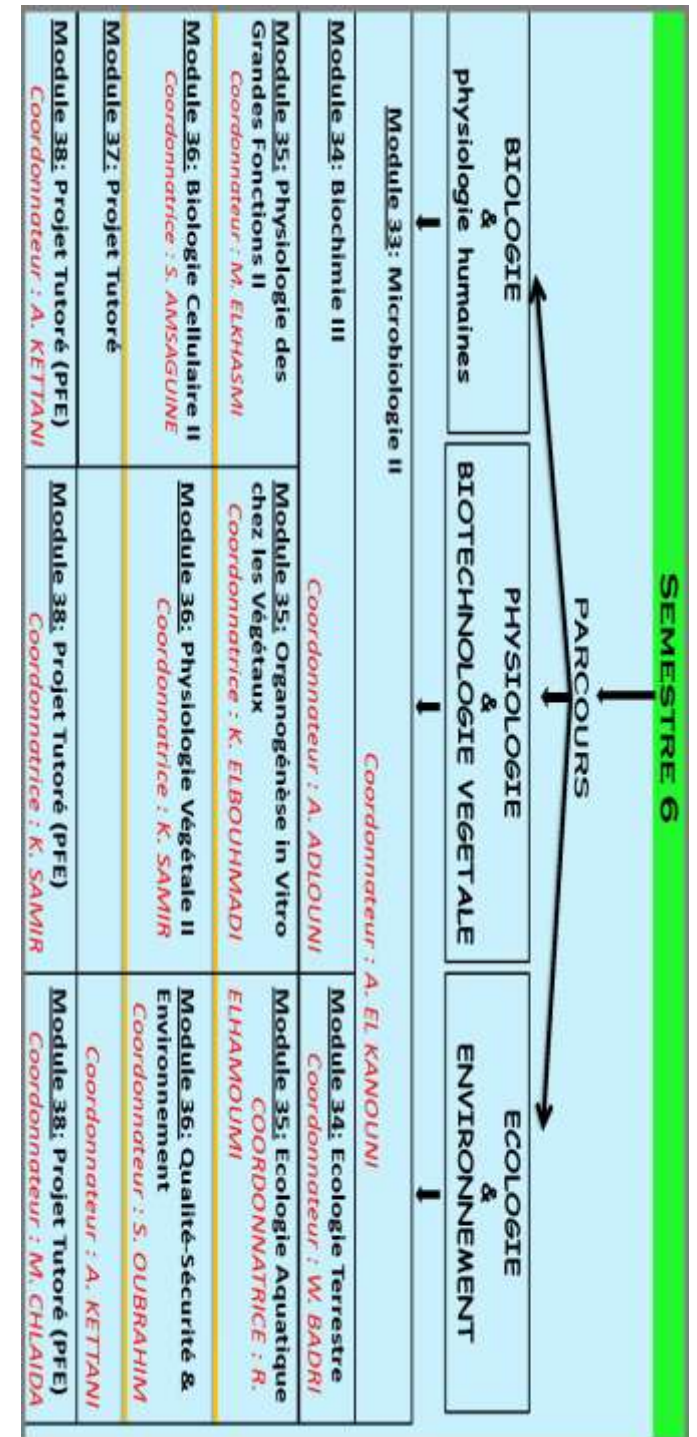 SEMESTRE 6
PARCOURS
BIOLOGIE
&
physiologie humaines
PHYSIOLOGIE
&
BIOTECHNOLOGIE VEGETALE
ECOLOGIE
&
ENVIRONNEMENT
Module 33: Microbiologie II
Coordonnateur : A. EL KANOUNI
Module 34: Biochimie III
Coordonnateur : A. ADLOUNI
Module 34: Ecologie Terrestre
Coordonnateur : W. BADRI
Module 35: Physiologie des
Grandes Fonctions II
Coordonnateur : M. ELKHASMI
Module 35: Organogénèse in Vitro
chez les Végétaux
Coordonnatrice : K. ELBOUHMADI
Module 35: Ecologie Aquatique
COORDONNATRICE : R.
ELHAMOUMI
Module 36: Biologie Cellulaire II
Coordonnatrice : S. AMSAGUINE
Module 36: Physiologie Végétale II
Coordonnatrice : K. SAMIR
Module 36: Qualité-Sécurité &
Environnement
Coordonnateur : S. OUBRAHIM
Module 37: Projet Tutoré
Coordonnateur : A. KETTANI
Module 38: Projet Tutoré (PFE)
Coordonnateur : A. KETTANI
Module 38: Projet Tutoré (PFE)
Coordonnatrice : K. SAMIR
Module 38: Projet Tutoré (PFE)
Coordonnateur : M. CHLAIDA